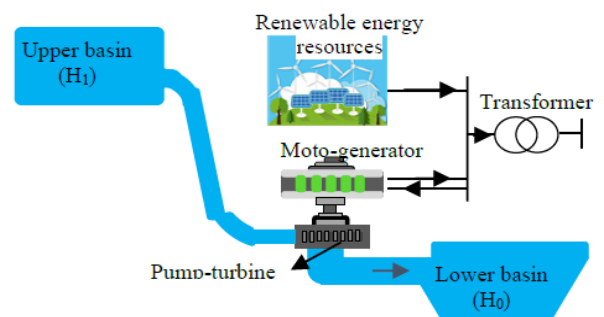 Renewable energy
resources
Upper basin
(H₁)
Transformer
Moto-generator
Pump-turbine
Lower basin
(H₀)